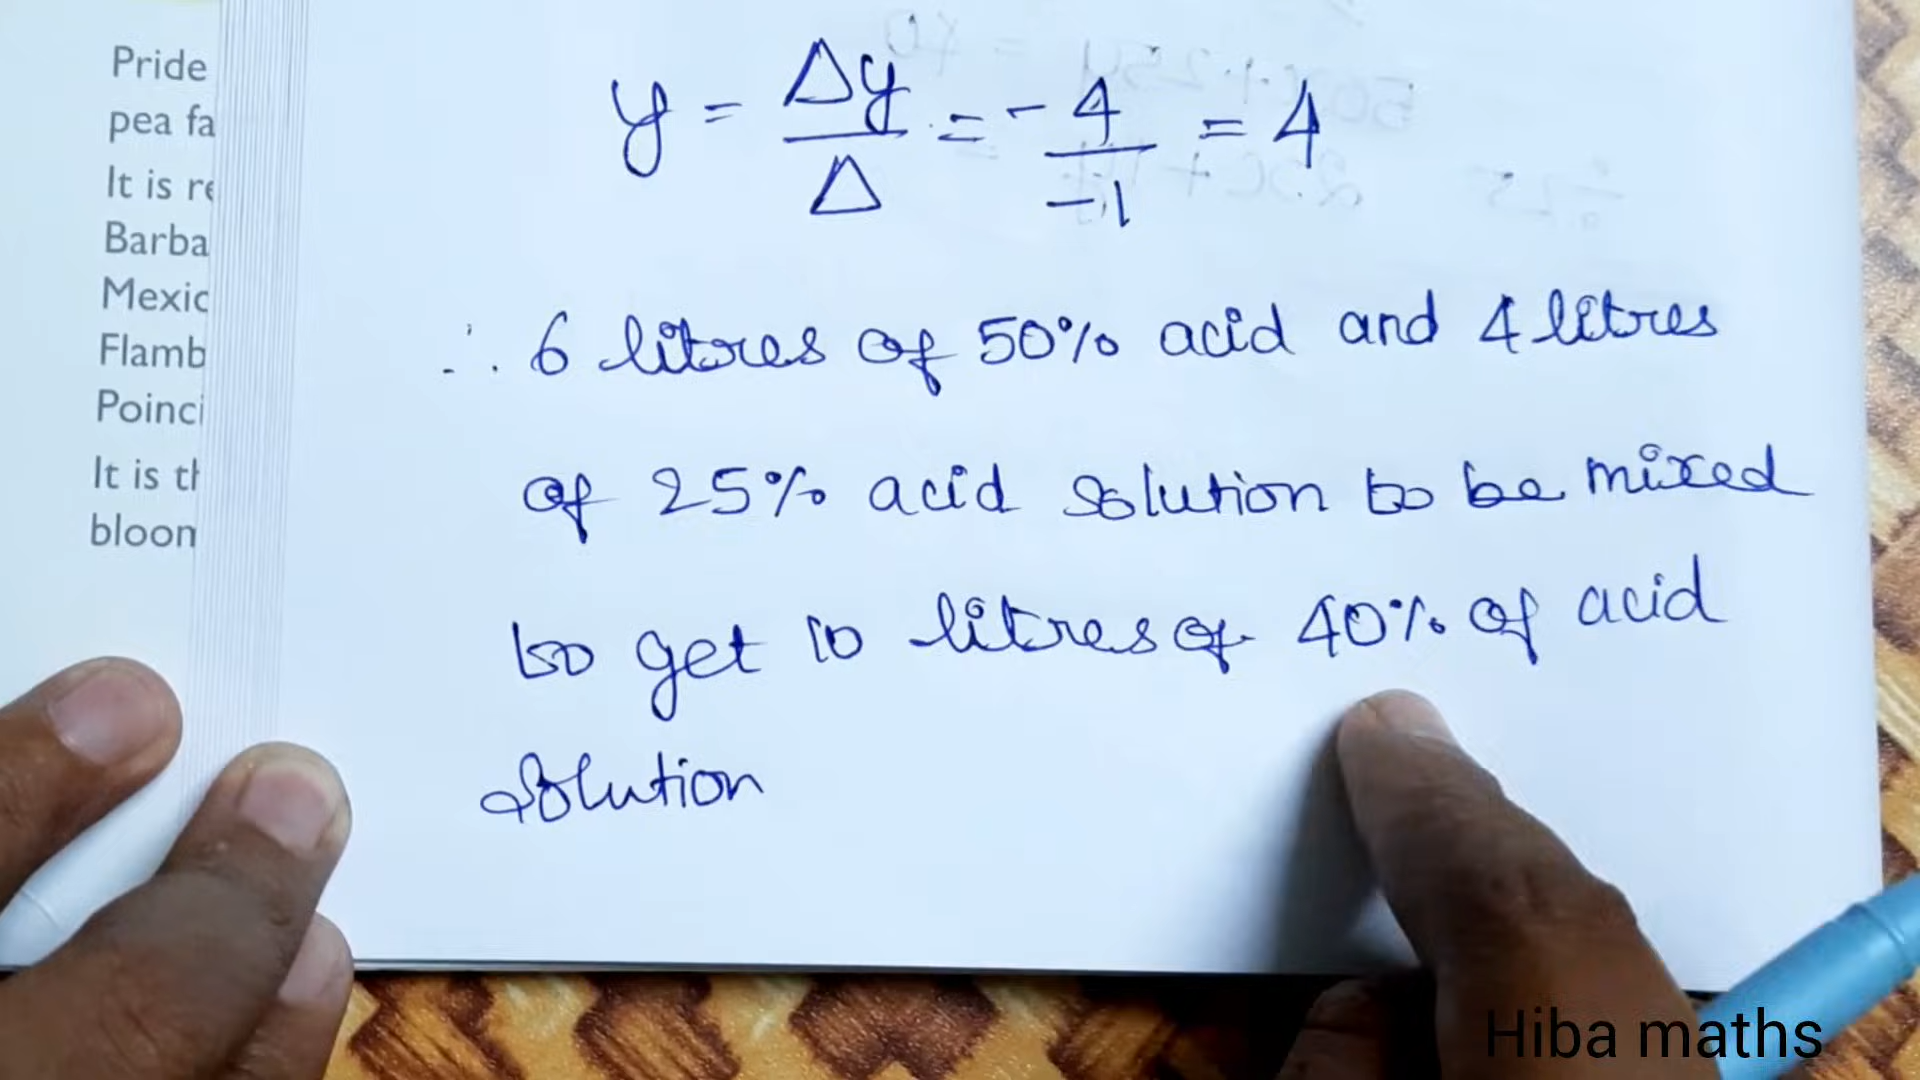 Pride
pea fa
It is re
Barba
Mexic
Flamb
Poinci
It is th
bloom
y = Δy/Δ = -4/-1 = 4
∴ 6 litres of 50% acid and 4 litres
of 25% acid solution to be mixed
to get 10 litres of 40% of acid
solution
Hiba maths